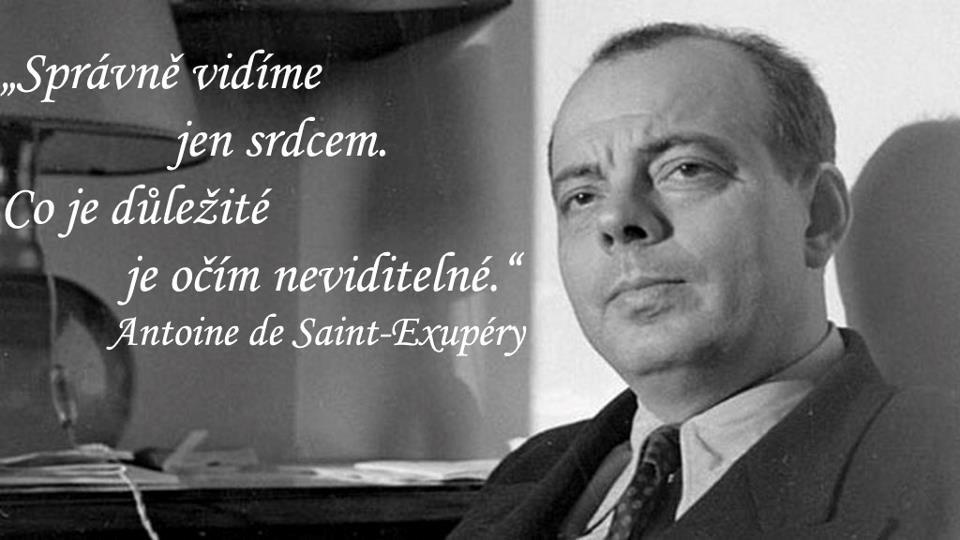 „Správně vidíme
jen srdcem.
Co je důležité
je očím neviditelné.“
Antoine de Saint-Exupéry